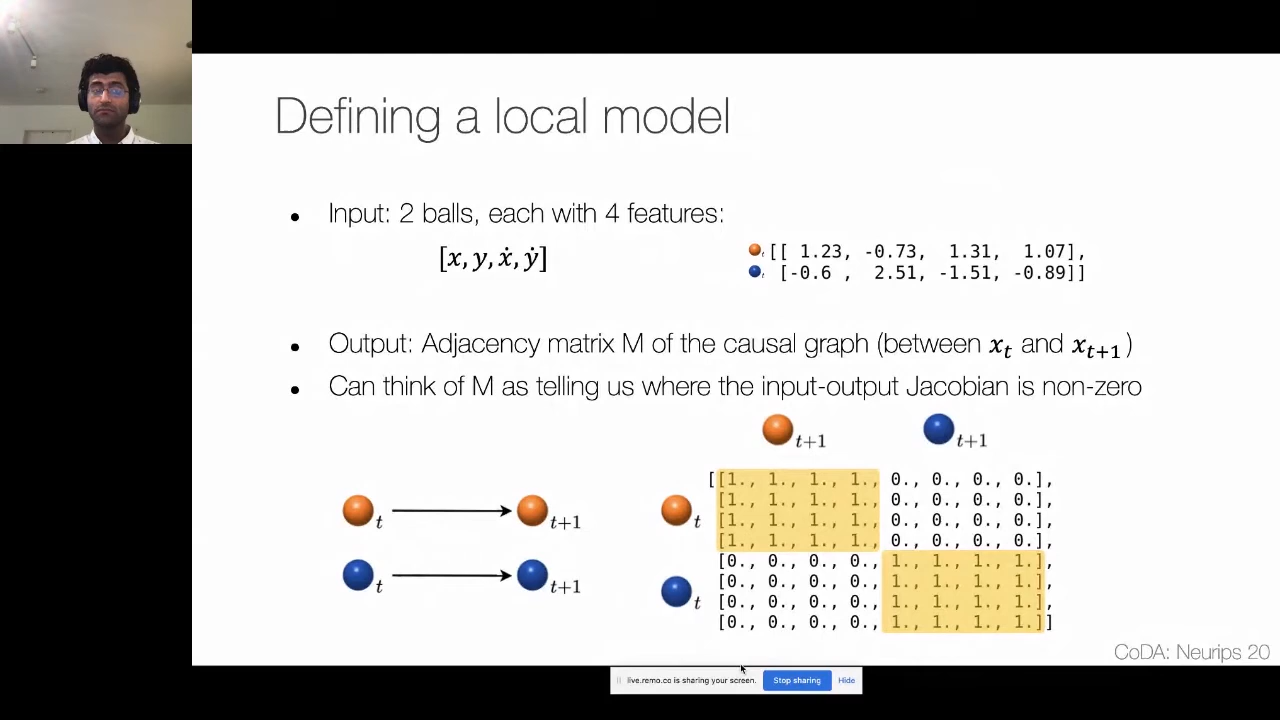 Defining a local model
• Input: 2 balls, each with 4 features:
[x, y, ẋ, ẏ]
t [[ 1.23, -0.73, 1.31, 1.07],
t [-0.6 , 2.51, -1.51, -0.89]]
• Output: Adjacency matrix M of the causal graph (between xₜ and xₜ₊₁)
• Can think of M as telling us where the input-output Jacobian is non-zero
t+1 t+1
t t+1
t t+1
t
t
[[1., 1., 1., 1., 0., 0., 0., 0.],
[1., 1., 1., 1., 0., 0., 0., 0.],
[1., 1., 1., 1., 0., 0., 0., 0.],
[1., 1., 1., 1., 0., 0., 0., 0.],
[0., 0., 0., 0., 1., 1., 1., 1.],
[0., 0., 0., 0., 1., 1., 1., 1.],
[0., 0., 0., 0., 1., 1., 1., 1.],
[0., 0., 0., 0., 1., 1., 1., 1.]]
CoDA: Neurips 20
live.remo.co is sharing your screen. Stop sharing Hide